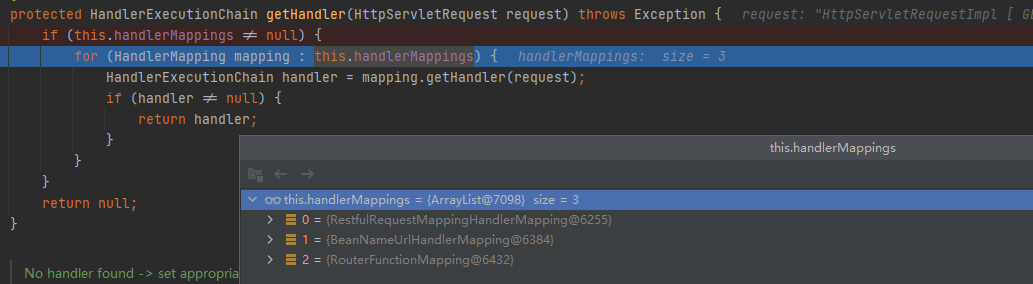 protected HandlerExecutionChain getHandler(HttpServletRequest request) throws Exception {   request: "HttpServletRequestImpl [ GE
if (this.handlerMappings ≠ null) {
for (HandlerMapping mapping : this.handlerMappings) {   handlerMappings:  size = 3
HandlerExecutionChain handler = mapping.getHandler(request);
if (handler ≠ null) {
return handler;
}
}
}
return null;
}
this.handlerMappings
this.handlerMappings = {ArrayList@7098}  size = 3
0 = {RestfulRequestMappingHandlerMapping@6255}
1 = {BeanNameUrlHandlerMapping@6384}
2 = {RouterFunctionMapping@6432}
No handler found -> set appropria